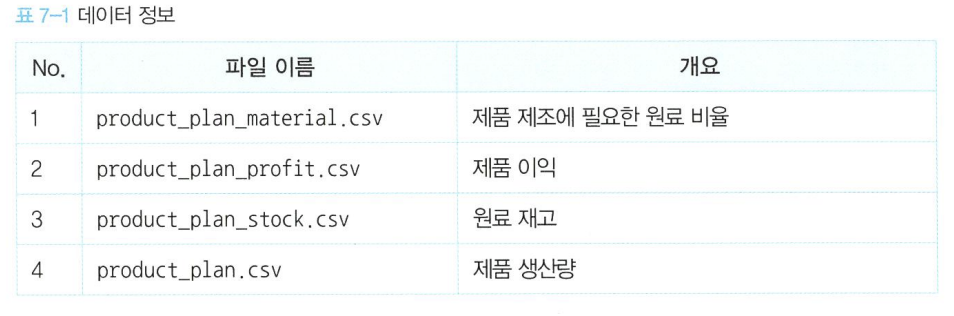 표 7-1 데이터 정보
No. 파일 이름 개요
1 product_plan_material.csv 제품 제조에 필요한 원료 비율
2 product_plan_profit.csv 제품 이익
3 product_plan_stock.csv 원료 재고
4 product_plan.csv 제품 생산량